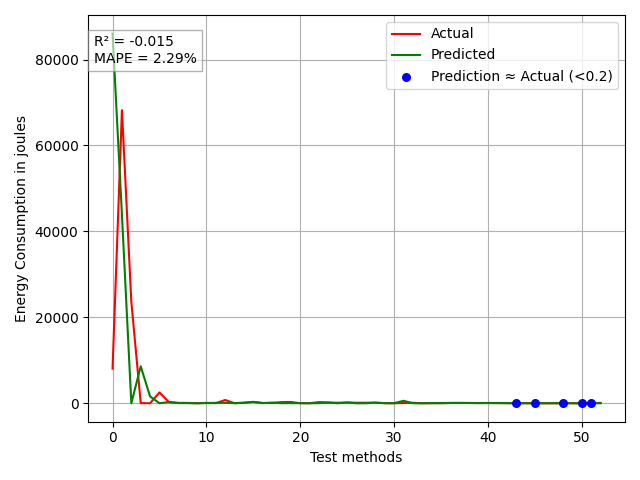 R² = -0.015
MAPE = 2.29%
Actual
Predicted
Prediction ≈ Actual (<0.2)
Energy Consumption in joules
80000
60000
40000
20000
0
0 10 20 30 40 50
Test methods